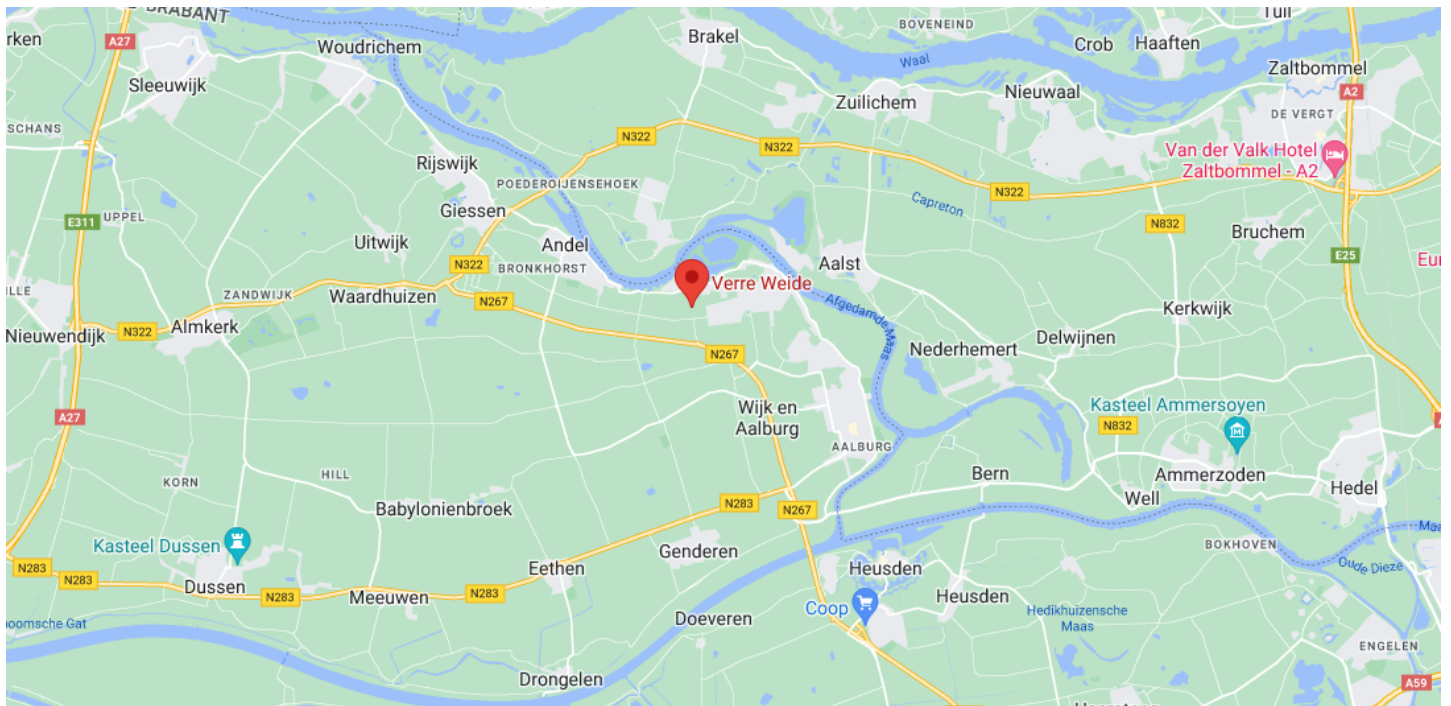 BRABANT
Tuil
rken
A27
Woudrichem
Brakel
BOVENEIND
Crob
Haaften
Waal
Sleeuwijk
Zaltbommel
Zuilichem
Nieuwaal
A2
DE VERGT
SCHANS
N322
N322
Van der Valk Hotel
Zaltbommel - A2
Rijswijk
POEDEROIJENSEHOEK
N322
Capreton
Giessen
E311
UPPEL
Uitwijk
Andel
N832
Bruchem
E25
BRONKHORST
N322
Aalst
Eur
Verre Weide
ILLE
ZANDWIJK
Waardhuizen
N267
Afgedamde Maas
Kerkwijk
Nieuwendijk
N322
Almkerk
Delwijnen
Nederhemert
N267
A27
Wijk en
Aalburg
Kasteel Ammersoyen
N832
AALBURG
KORN
HILL
Bern
Ammerzoden
Hedel
Well
Babylonienbroek
N283
N267
Kasteel Dussen
Genderen
BOKHOVEN
Maa
Oude Dieze
N283
N283
Dussen
N283
Meeuwen
N283
Eethen
Heusden
Heusden
Coop
Doeveren
Hedikhuizensche
Maas
oomsche Gat
ENGELEN
Drongelen
A59